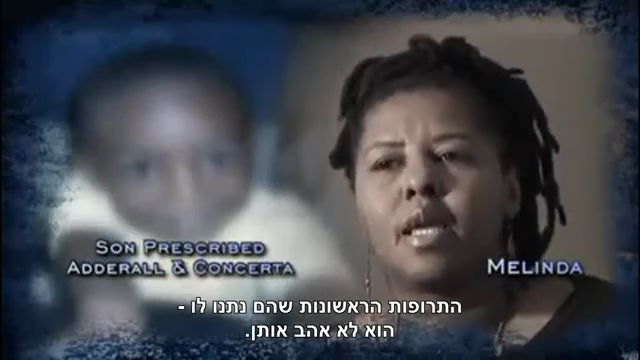 SON PRESCRIBED
ADDERALL & CONCERTA
MELINDA
התרופות הראשונות שהם נתנו לו -
הוא לא אהב אותן.